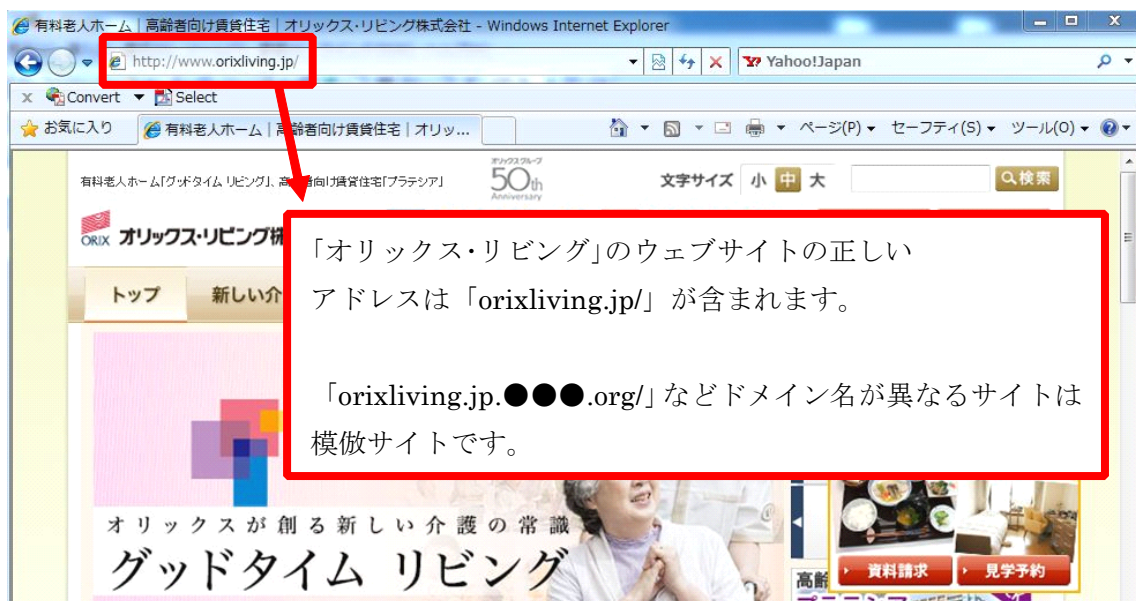 有料老人ホーム｜高齢者向け賃貸住宅｜オリックス・リビング株式会社 - Windows Internet Explorer
http://www.orixliving.jp/
Yahoo!Japan
x Convert Select
お気に入り 有料老人ホーム｜高齢者向け賃貸住宅｜オリッ... ページ(P) セーフティ(S) ツール(O)
オリックスグループ
有料老人ホーム「グッドタイム リビング」、高齢者向け賃貸住宅「プラテシア」 50th 文字サイズ 小 中 大 検索
Anniversary
ORIX オリックス・リビング株
トップ 新しい介
「オリックス・リビング」のウェブサイトの正しい
アドレスは「orixliving.jp/」が含まれます。
「orixliving.jp.●●●.org/」などドメイン名が異なるサイトは
模倣サイトです。
オリックスが創る新しい介護の常識
グッドタイム リビング
資料請求 見学予約
高齢